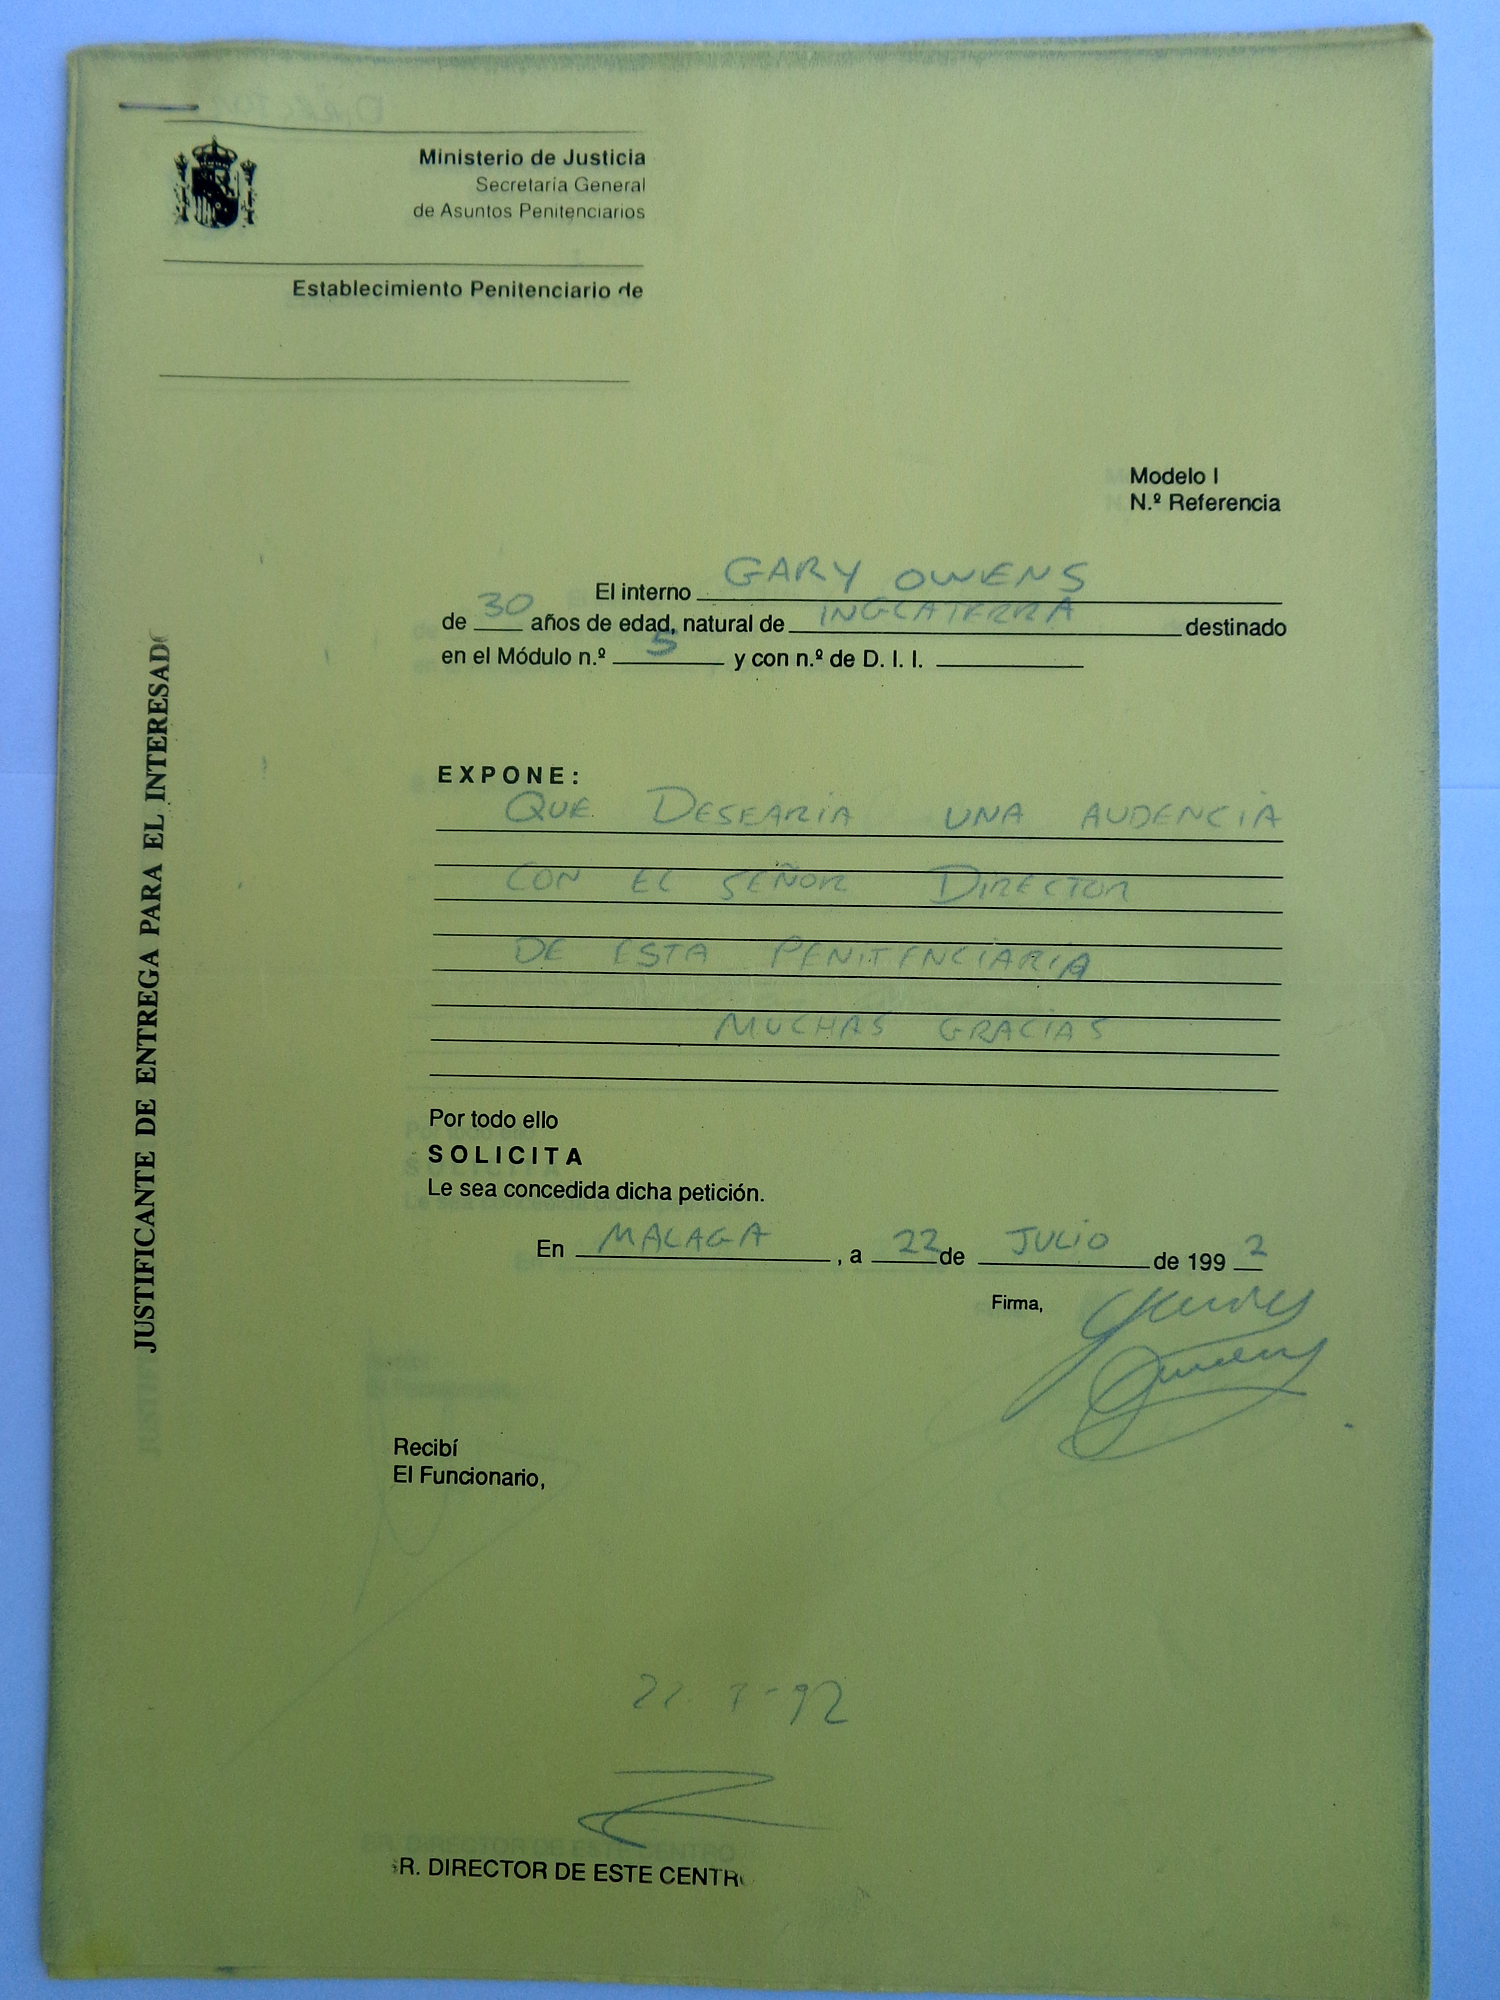 Ministerio de Justicia
Secretaría General
de Asuntos Penitenciarios
Establecimiento Penitenciario de
Modelo I
N.º Referencia
El interno GARY OWENS
de 30 años de edad, natural de INGLATERRA destinado
en el Módulo n.º 5 y con n.º de D. I. I.
EXPONE:
QUE DESEARIA UNA AUDENCIA
CON EL SEÑOR DIRECTOR
DE ESTA PENITENCIARIA
MUCHAS GRACIAS
Por todo ello
SOLICITA
Le sea concedida dicha petición.
En MALAGA, a 22 de JULIO de 1992
Firma,
Owens
Recibí
El Funcionario,
22-7-92
SR. DIRECTOR DE ESTE CENTRO
JUSTIFICANTE DE ENTREGA PARA EL INTERESADO